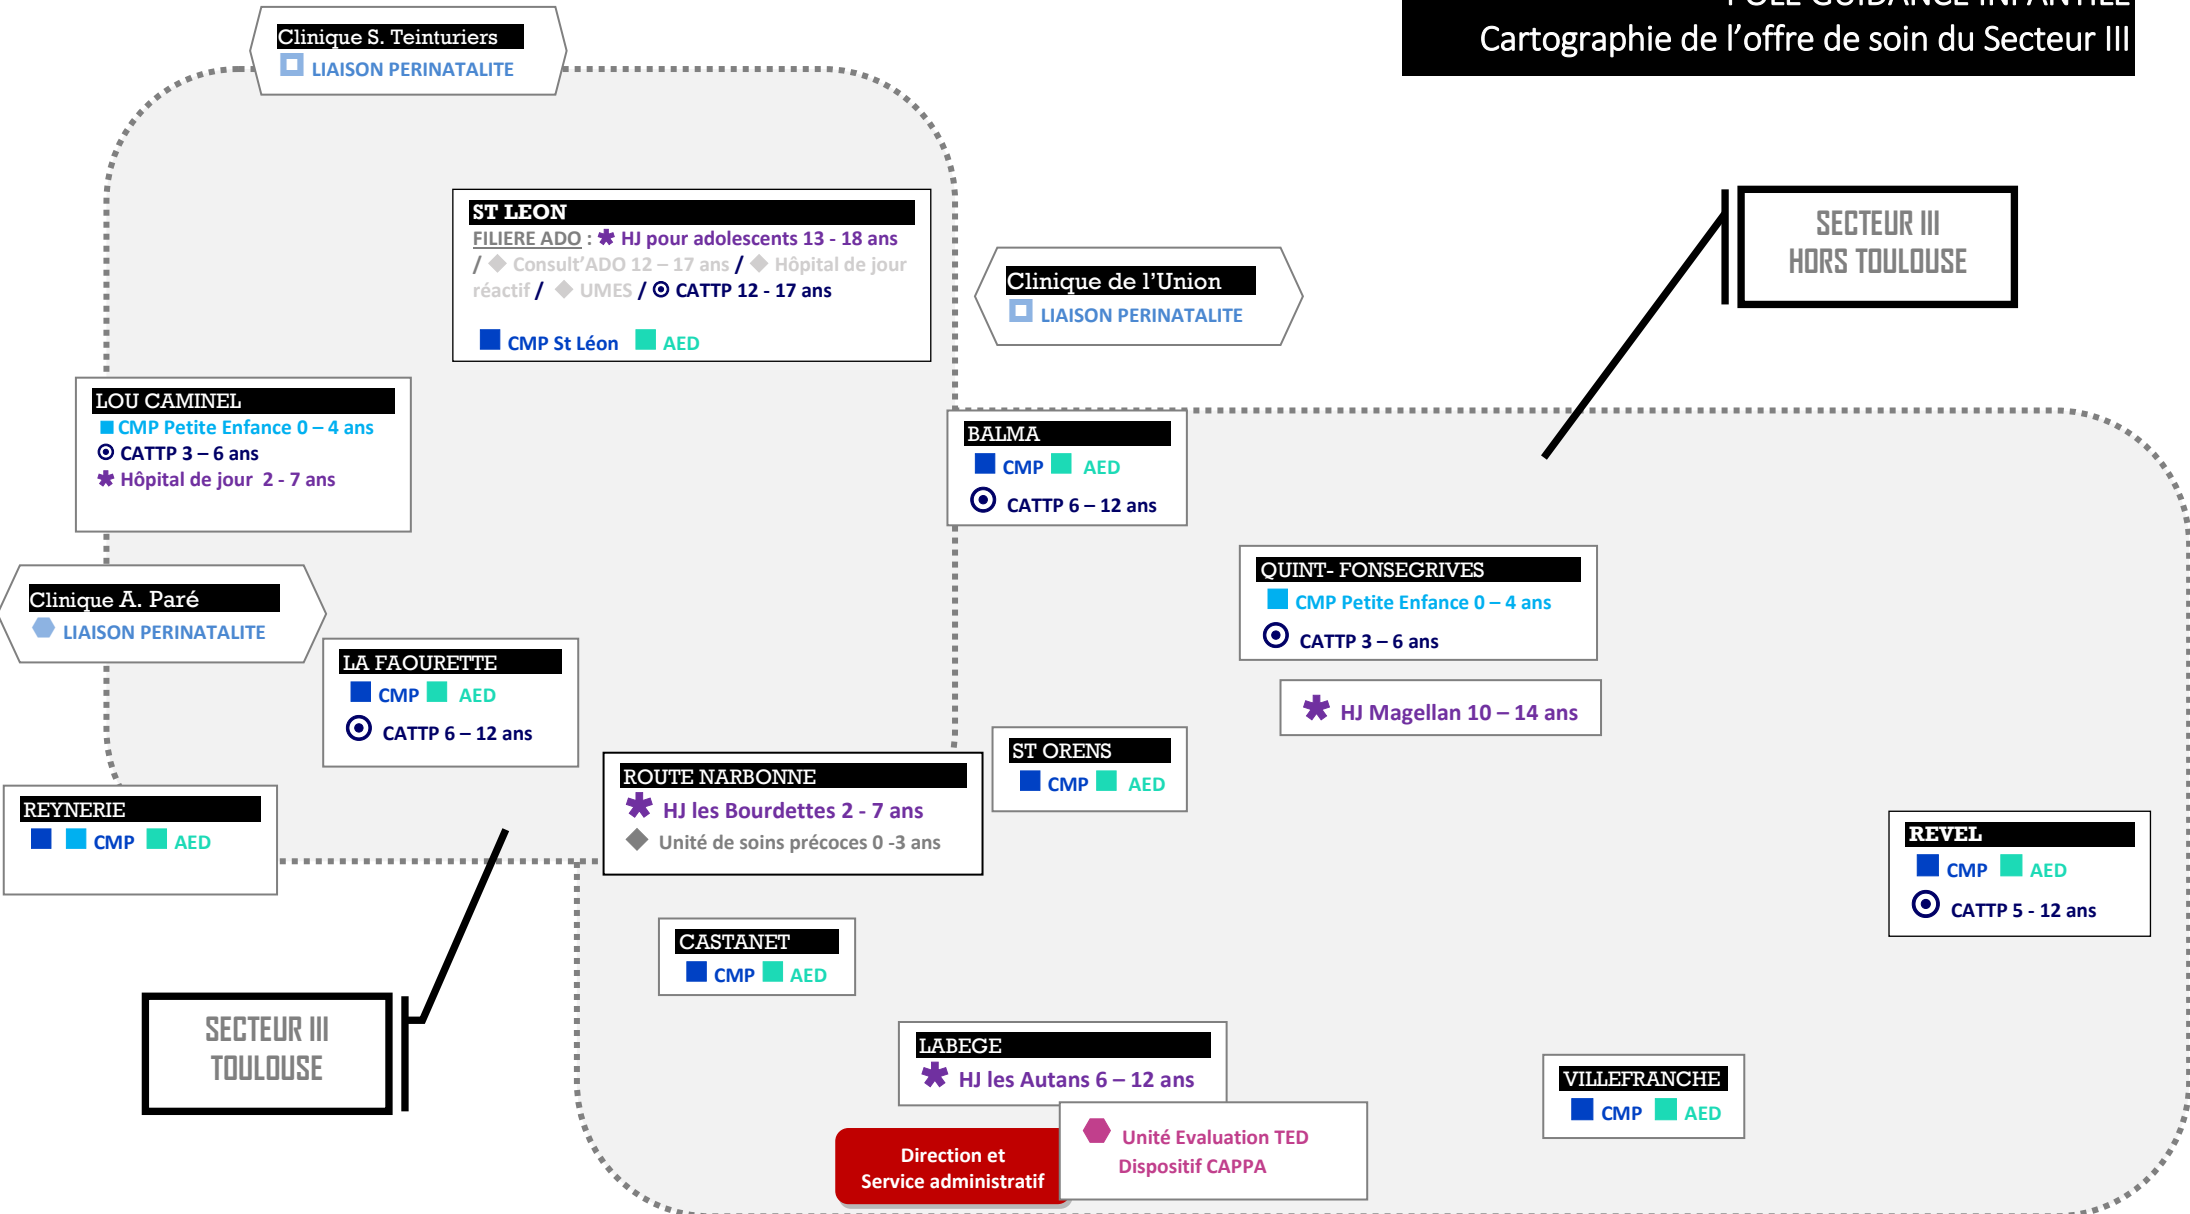 POLE GUIDANCE INFANTILE
Cartographie de l’offre de soin du Secteur III
Clinique S. Teinturiers
LIAISON PERINATALITE
ST LEON
FILIERE ADO : HJ pour adolescents 13 - 18 ans
/ Consult’ADO 12 – 17 ans / Hôpital de jour
réactif / UMES / CATTP 12 - 17 ans
CMP St Léon AED
SECTEUR III
HORS TOULOUSE
Clinique de l’Union
LIAISON PERINATALITE
LOU CAMINEL
CMP Petite Enfance 0 – 4 ans
CATTP 3 – 6 ans
Hôpital de jour 2 - 7 ans
BALMA
CMP AED
CATTP 6 – 12 ans
QUINT- FONSEGRIVES
CMP Petite Enfance 0 – 4 ans
CATTP 3 – 6 ans
HJ Magellan 10 – 14 ans
Clinique A. Paré
LIAISON PERINATALITE
LA FAOURETTE
CMP AED
CATTP 6 – 12 ans
ST ORENS
CMP AED
ROUTE NARBONNE
HJ les Bourdettes 2 - 7 ans
Unité de soins précoces 0 -3 ans
REYNERIE
CMP AED
REVEL
CMP AED
CATTP 5 - 12 ans
CASTANET
CMP AED
SECTEUR III
TOULOUSE
LABEGE
HJ les Autans 6 – 12 ans
VILLEFRANCHE
CMP AED
Unité Evaluation TED
Dispositif CAPPA
Direction et
Service administratif